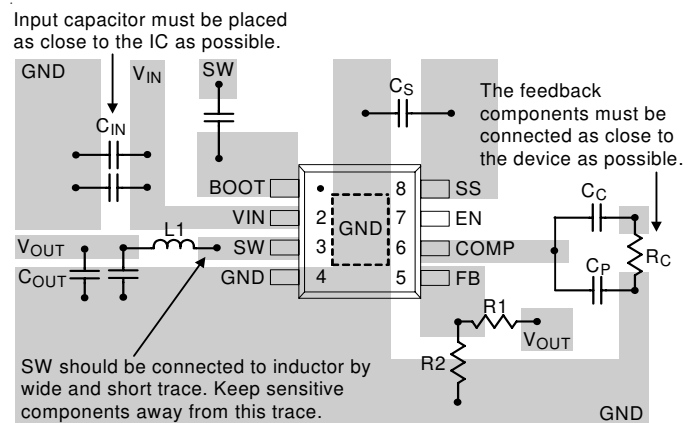 Input capacitor must be placed
as close to the IC as possible.
GND
VIN
SW
CS
The feedback
components must be
connected as close to
the device as possible.
CIN
BOOT
8
SS
CC
VIN
2
GND
7
EN
VOUT
L1
SW
3
6
COMP
RC
COUT
GND
4
5
FB
CP
R1
VOUT
R2
SW should be connected to inductor by
wide and short trace. Keep sensitive
components away from this trace.
GND